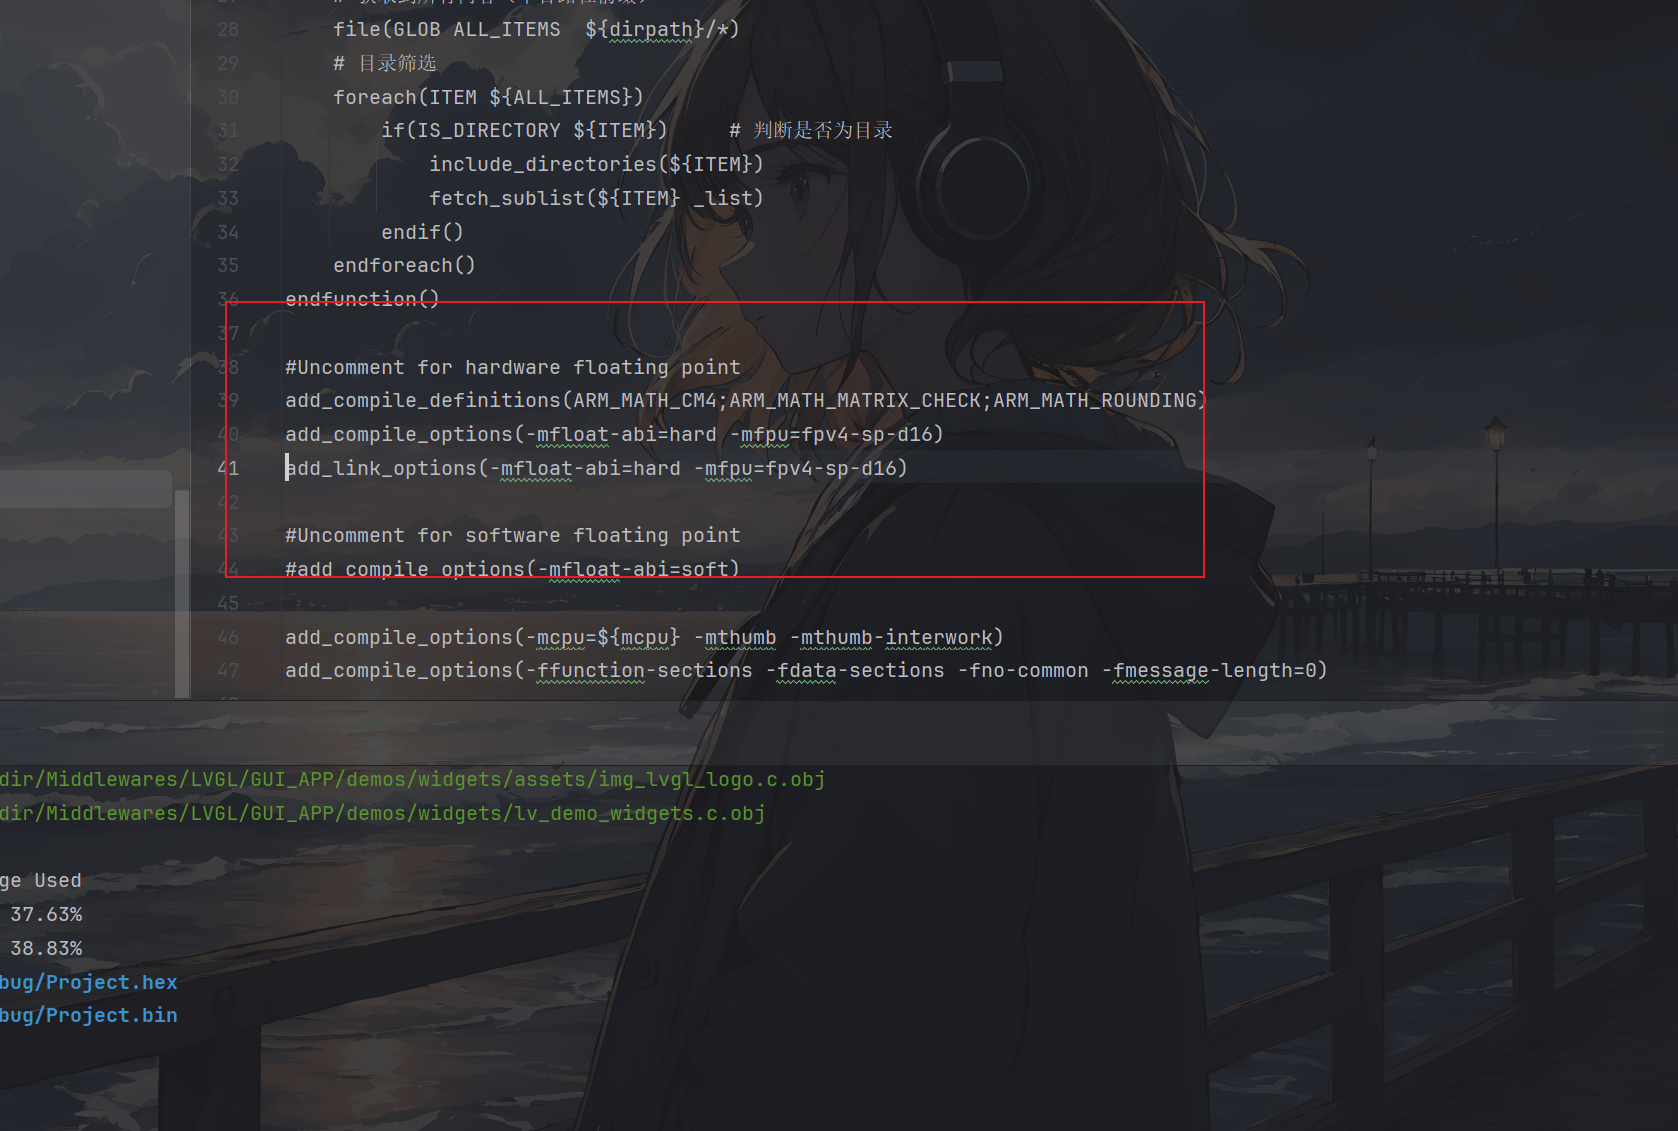 28 file(GLOB ALL_ITEMS  ${dirpath}/*)
29 # 目录筛选
30 foreach(ITEM ${ALL_ITEMS})
31 if(IS_DIRECTORY ${ITEM})     # 判断是否为目录
32 include_directories(${ITEM})
33 fetch_sublist(${ITEM} _list)
34 endif()
35 endforeach()
36 endfunction()
37
38 #Uncomment for hardware floating point
39 add_compile_definitions(ARM_MATH_CM4;ARM_MATH_MATRIX_CHECK;ARM_MATH_ROUNDING)
40 add_compile_options(-mfloat-abi=hard -mfpu=fpv4-sp-d16)
41 add_link_options(-mfloat-abi=hard -mfpu=fpv4-sp-d16)
42
43 #Uncomment for software floating point
44 #add_compile_options(-mfloat-abi=soft)
45
46 add_compile_options(-mcpu=${mcpu} -mthumb -mthumb-interwork)
47 add_compile_options(-ffunction-sections -fdata-sections -fno-common -fmessage-length=0)
dir/Middlewares/LVGL/GUI_APP/demos/widgets/assets/img_lvgl_logo.c.obj
dir/Middlewares/LVGL/GUI_APP/demos/widgets/lv_demo_widgets.c.obj
ge Used
37.63%
38.83%
bug/Project.hex
bug/Project.bin